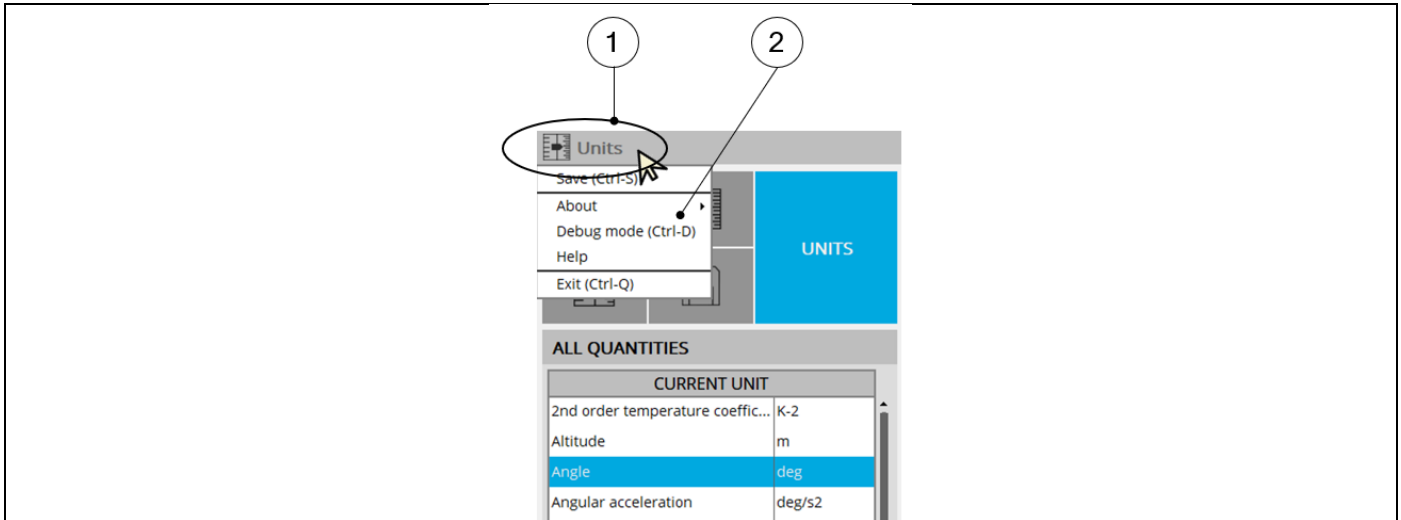 1 2
Units
Save (Ctrl-S)
About
Debug mode (Ctrl-D)
Help
Exit (Ctrl-Q)
UNITS
ALL QUANTITIES
CURRENT UNIT
2nd order temperature coeffic... K-2
Altitude m
Angle deg
Angular acceleration deg/s2